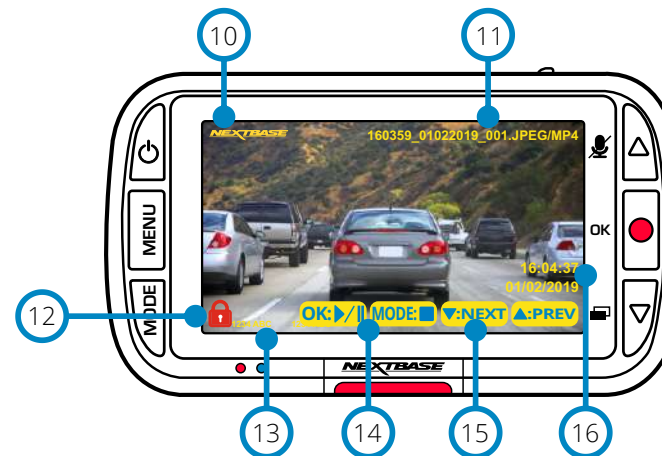 10
11
NEXTBASE
160359_01022019_001.JPEG/MP4
MENU
OK
16:04:37
01/02/2019
MODE
12
OK:▶/|| MODE:■ ▼:NEXT ▲:PREV
NEXTBASE
13
14
15
16